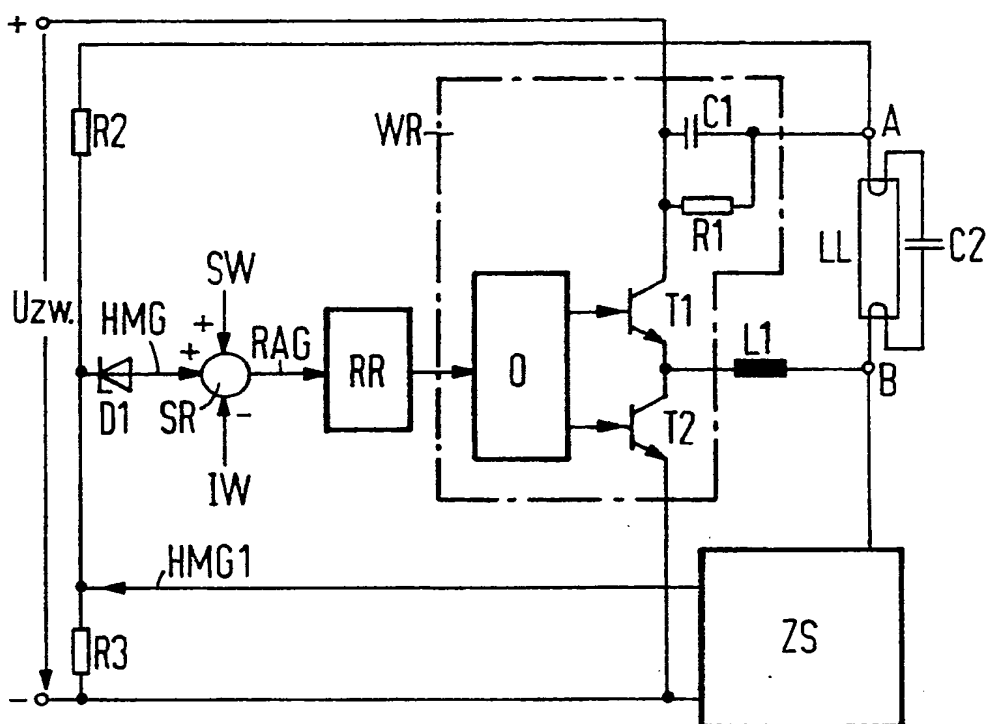 +
R2
WR
C1
A
R1
LL
C2
SW
Uzw.
HMG
+
+
RAG
RR
O
T1
L1
B
D1
SR
-
T2
IW
HMG1
ZS
R3
-